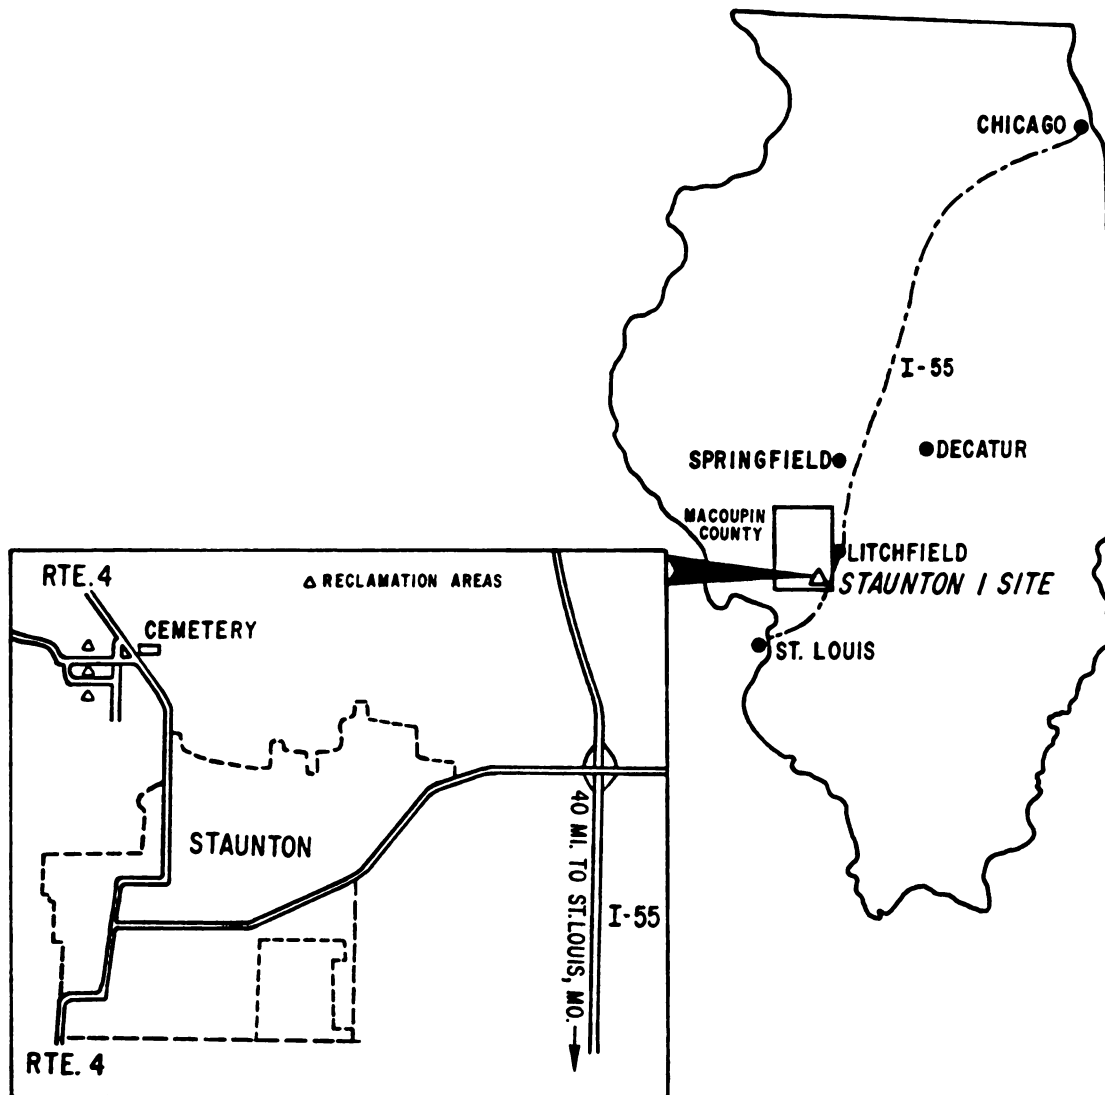 CHICAGO
I-55
SPRINGFIELD
DECATUR
MACOUPIN
COUNTY
LITCHFIELD
STAUNTON I SITE
ST. LOUIS
RTE. 4
RECLAMATION AREAS
CEMETERY
STAUNTON
40 MI. TO ST. LOUIS, MO.
I-55
RTE. 4